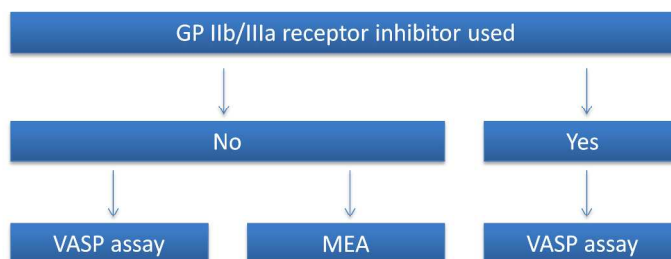 GP IIb/IIIa receptor inhibitor used
No
Yes
VASP assay
MEA
VASP assay